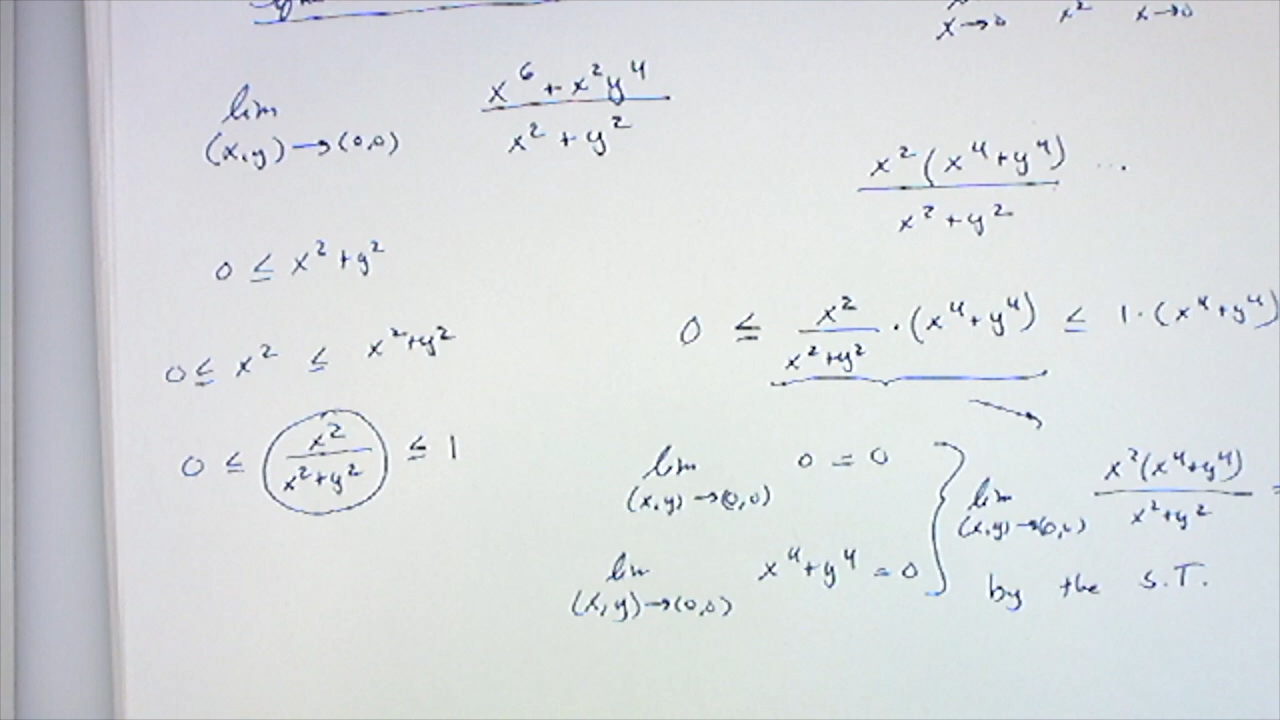 x→0 x² x→0
lim (x,y)→(0,0) x⁶ + x²y⁴ / x² + y²
x²(x⁴+y⁴) / x²+y² ...
0 ≤ x²+y²
0 ≤ x² ≤ x²+y²
0 ≤ x² / x²+y² ≤ 1
0 ≤ x² / x²+y² · (x⁴+y⁴) ≤ 1·(x⁴+y⁴)
lim (x,y)→(0,0) 0 = 0
lim (x,y)→(0,0) x⁴+y⁴ = 0
lim (x,y)→(0,0) x²(x⁴+y⁴) / x²+y² =
by the S.T.